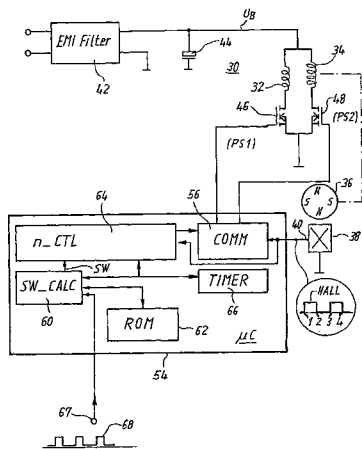 EMI Filter
42
44
U_B
30
32
34
46
48
(PS1)
(PS2)
64
56
n_CTL
COMM
N
S S
N
36
40
38
SW
SW_CALC
TIMER
60
66
ROM
62
µC
54
HALL
1 2 3 4
67
68